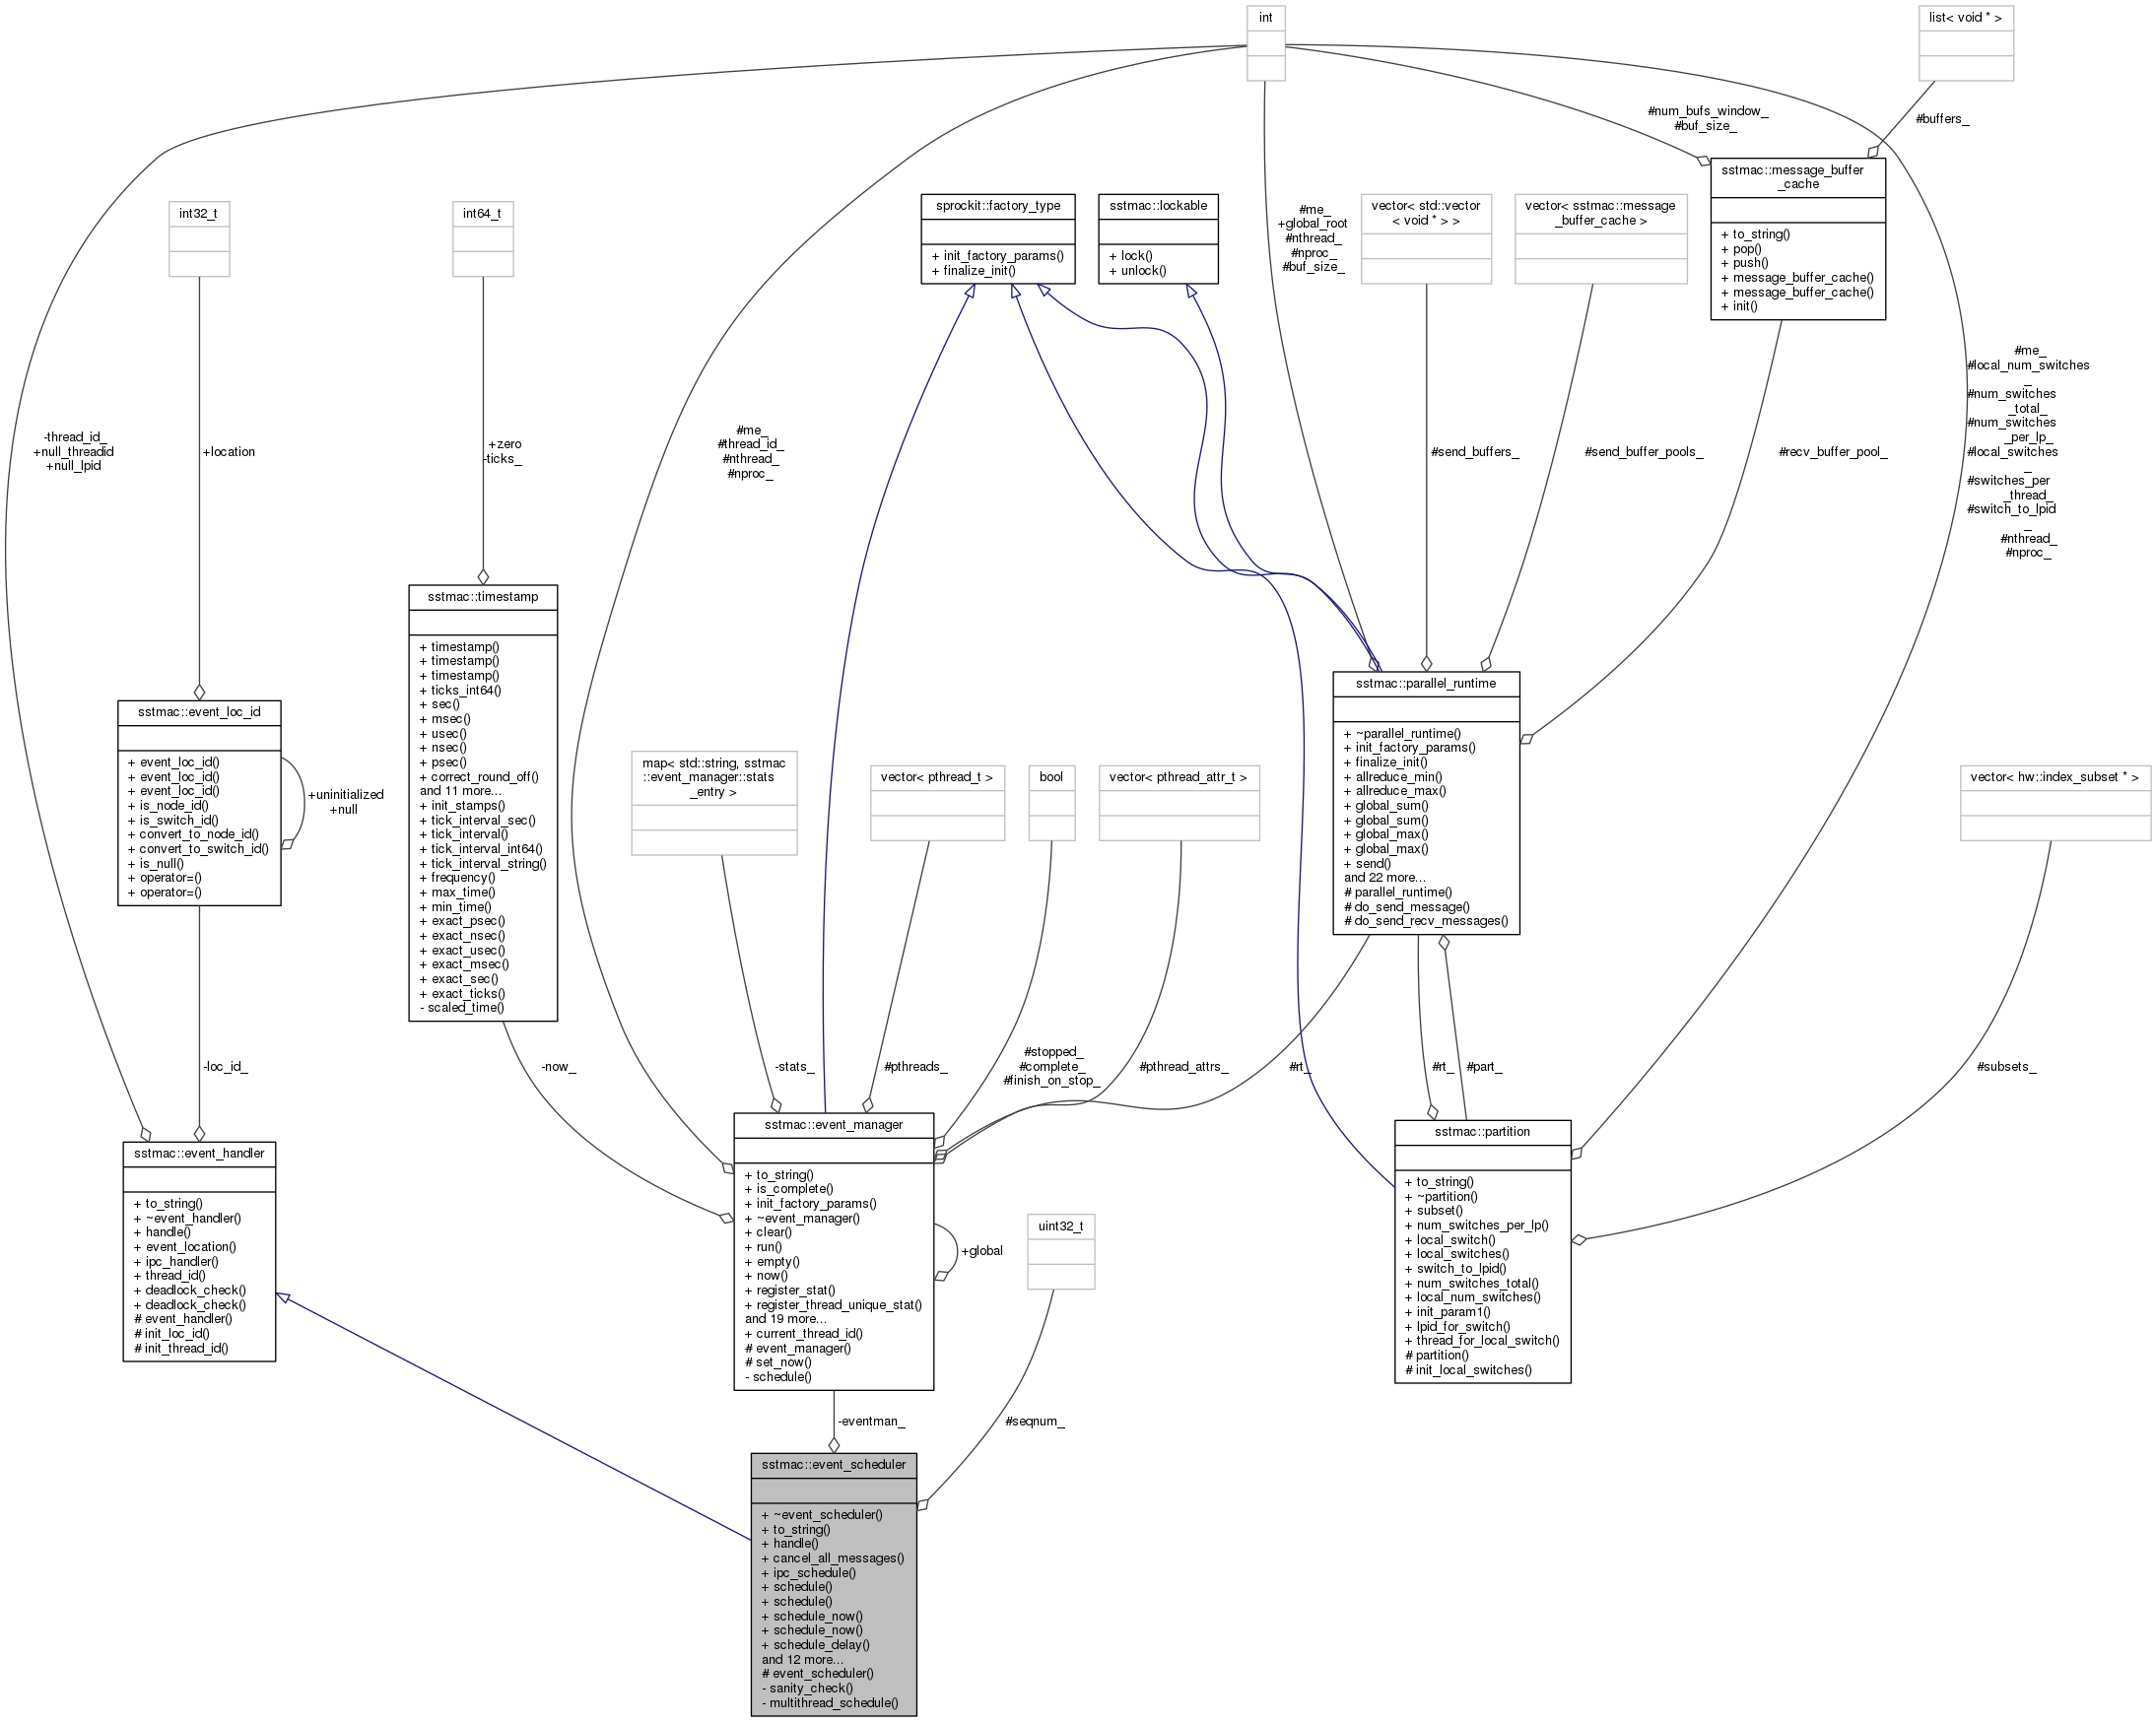 int
list< void * >
#num_bufs_window_
#buf_size_
#buffers_
sstmac::message_buffer
_cache
+ to_string()
+ pop()
+ push()
+ message_buffer_cache()
+ message_buffer_cache()
+ init()
int32_t
int64_t
sprockit::factory_type
+ init_factory_params()
+ finalize_init()
sstmac::lockable
+ lock()
+ unlock()
#me_
+global_root
#nthread_
#nproc_
#buf_size_
vector< std::vector
< void * > >
vector< sstmac::message
_buffer_cache >
-thread_id_
+null_threadid
+null_lpid
+location
+zero
-ticks_
#me_
#thread_id_
#nthread_
#nproc_
#send_buffers_
#send_buffer_pools_
#recv_buffer_pool_
#me_
#local_num_switches
_
#num_switches
_total_
#num_switches
_per_lp_
#local_switches
_
#switches_per
_thread_
#switch_to_lpid
_
#nthread_
#nproc_
sstmac::timestamp
+ timestamp()
+ timestamp()
+ timestamp()
+ ticks_int64()
+ sec()
+ msec()
+ usec()
+ nsec()
+ psec()
+ correct_round_off()
and 11 more...
+ init_stamps()
+ tick_interval_sec()
+ tick_interval()
+ tick_interval_int64()
+ tick_interval_string()
+ frequency()
+ max_time()
+ min_time()
+ exact_psec()
+ exact_nsec()
+ exact_usec()
+ exact_msec()
+ exact_sec()
+ exact_ticks()
- scaled_time()
sstmac::event_loc_id
+ event_loc_id()
+ event_loc_id()
+ event_loc_id()
+ is_node_id()
+ is_switch_id()
+ convert_to_node_id()
+ convert_to_switch_id()
+ is_null()
+ operator=()
+ operator=()
+uninitialized
+null
sstmac::parallel_runtime
+ ~parallel_runtime()
+ init_factory_params()
+ finalize_init()
+ allreduce_min()
+ allreduce_max()
+ global_sum()
+ global_sum()
+ global_max()
+ global_max()
+ send()
and 22 more...
# parallel_runtime()
# do_send_message()
# do_send_recv_messages()
map< std::string, sstmac
::event_manager::stats
_entry >
vector< pthread_t >
bool
vector< pthread_attr_t >
vector< hw::index_subset * >
-loc_id_
-now_
-stats_
#pthreads_
#stopped_
#complete_
#finish_on_stop_
#pthread_attrs_
#rt_
#rt_
#part_
#subsets_
sstmac::event_handler
+ to_string()
+ ~event_handler()
+ handle()
+ event_location()
+ ipc_handler()
+ thread_id()
+ deadlock_check()
+ deadlock_check()
# event_handler()
# init_loc_id()
# init_thread_id()
sstmac::event_manager
+ to_string()
+ is_complete()
+ init_factory_params()
+ ~event_manager()
+ clear()
+ run()
+ empty()
+ now()
+ register_stat()
+ register_thread_unique_stat()
and 19 more...
+ current_thread_id()
# event_manager()
# set_now()
- schedule()
+global
uint32_t
sstmac::partition
+ to_string()
+ ~partition()
+ subset()
+ num_switches_per_lp()
+ local_switch()
+ local_switches()
+ switch_to_lpid()
+ num_switches_total()
+ local_num_switches()
+ init_param1()
+ lpid_for_switch()
+ thread_for_local_switch()
# partition()
# init_local_switches()
-eventman_
#seqnum_
sstmac::event_scheduler
+ ~event_scheduler()
+ to_string()
+ handle()
+ cancel_all_messages()
+ ipc_schedule()
+ schedule()
+ schedule()
+ schedule_now()
+ schedule_now()
+ schedule_delay()
and 12 more...
# event_scheduler()
- sanity_check()
- multithread_schedule()